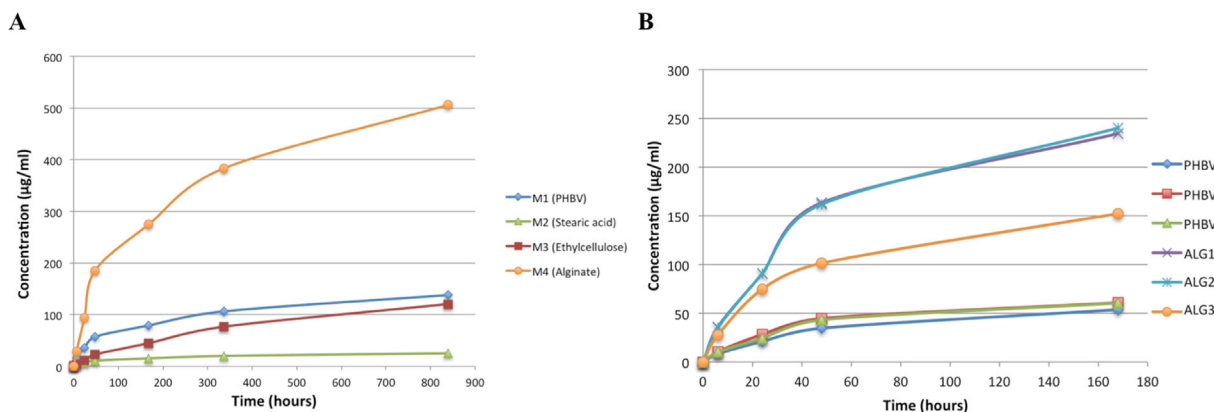 A
600
500
400
300
200
100
0
Concentration (µg/ml)
0 100 200 300 400 500 600 700 800 900
Time (hours)
M1 (PHBV)
M2 (Stearic acid)
M3 (Ethylcellulose)
M4 (Alginate)
B
300
250
200
150
100
50
0
Concentration (µg/ml)
0 20 40 60 80 100 120 140 160 180
Time (hours)
PHBV
PHBV
PHBV
ALG1
ALG2
ALG3